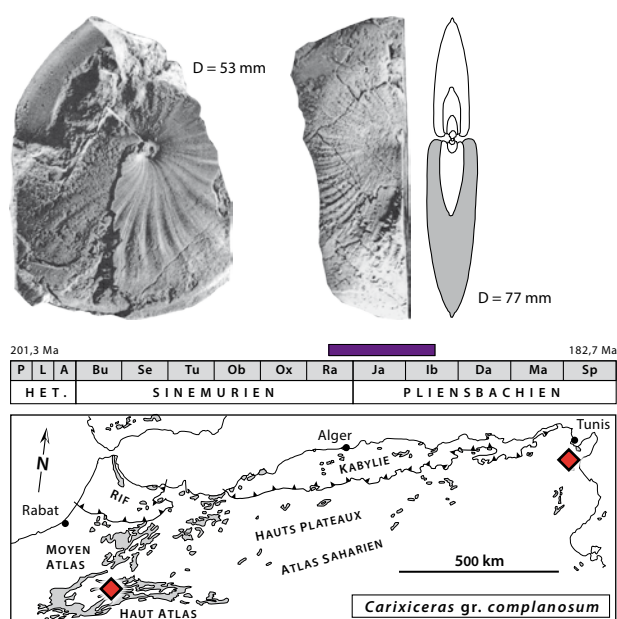 D = 53 mm
D = 77 mm
201,3 Ma 182,7 Ma
P L A Bu Se Tu Ob Ox Ra Ja Ib Da Ma Sp
HET. SINEMURIEN PLIENSBACHIEN
Tunis
Alger
N
KABYLIE
RIF
Rabat
HAUTS PLATEAUX
MOYEN
ATLAS
ATLAS SAHARIEN
500 km
HAUT ATLAS
Carixiceras gr. complanosum